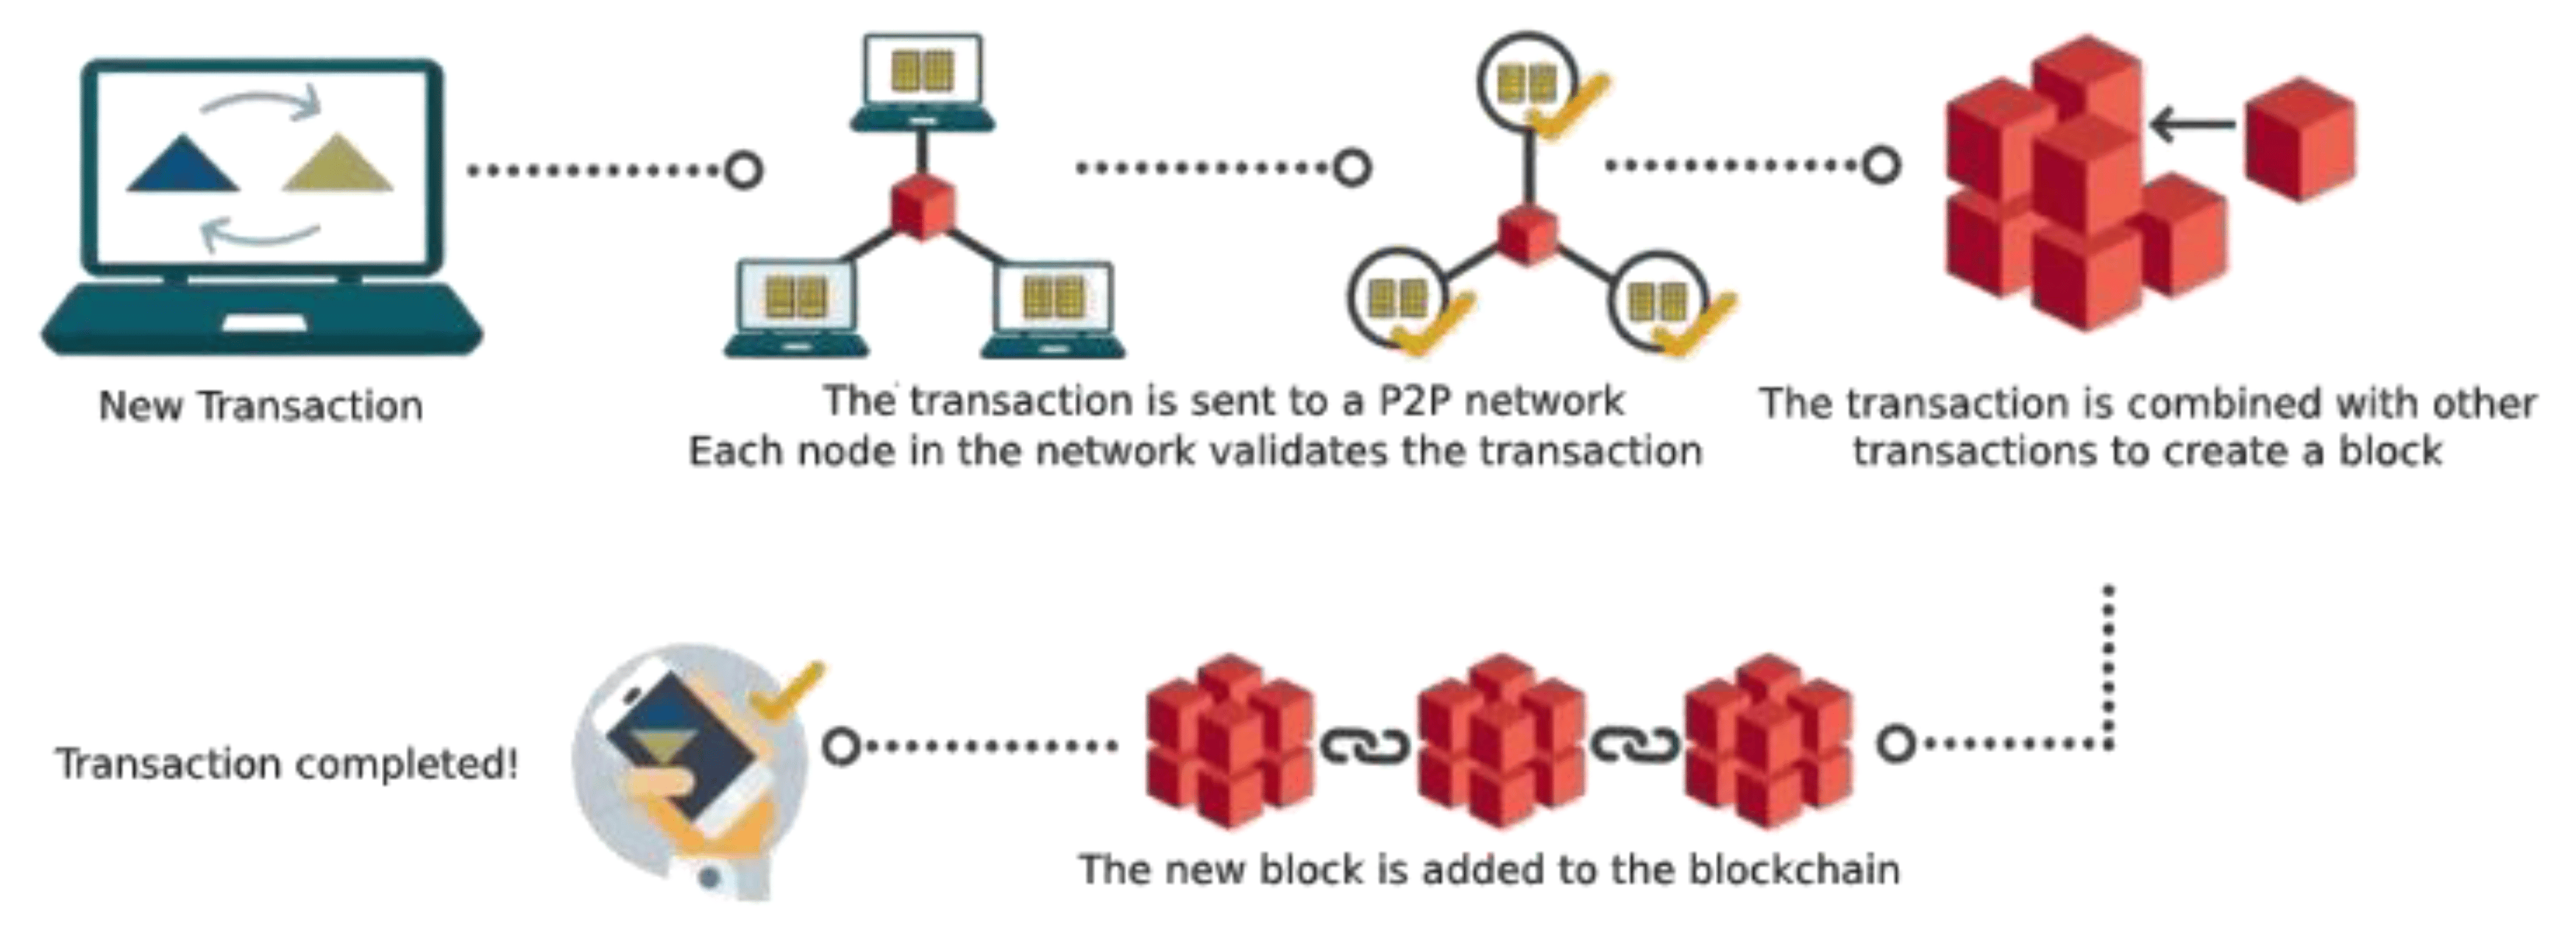 New Transaction
The transaction is sent to a P2P network
Each node in the network validates the transaction
The transaction is combined with other
transactions to create a block
Transaction completed!
The new block is added to the blockchain